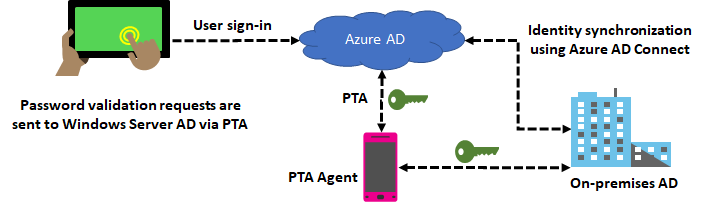 User sign-in
Azure AD
Identity synchronization
using Azure AD Connect
Password validation requests are
sent to Windows Server AD via PTA
PTA
PTA Agent
On-premises AD